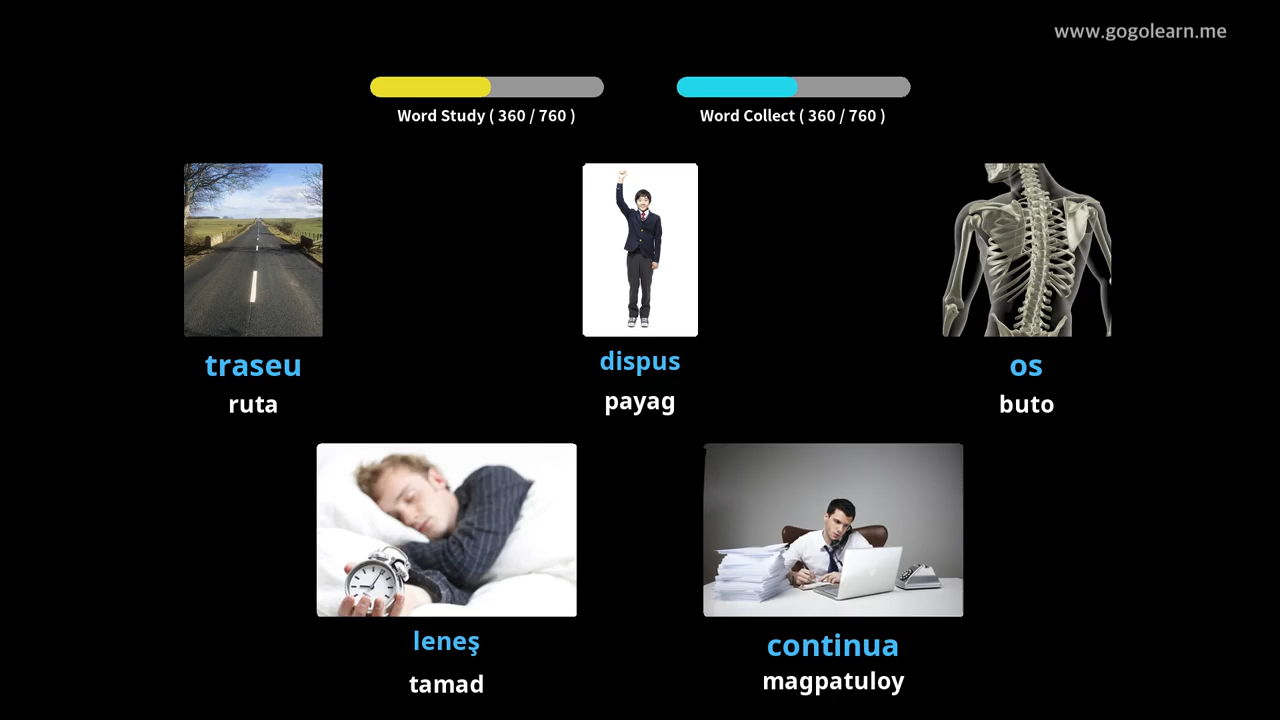 www.gogolearn.me
Word Study ( 360 / 760 )
Word Collect ( 360 / 760 )
traseu
ruta
dispus
payag
os
buto
leneş
tamad
continua
magpatuloy